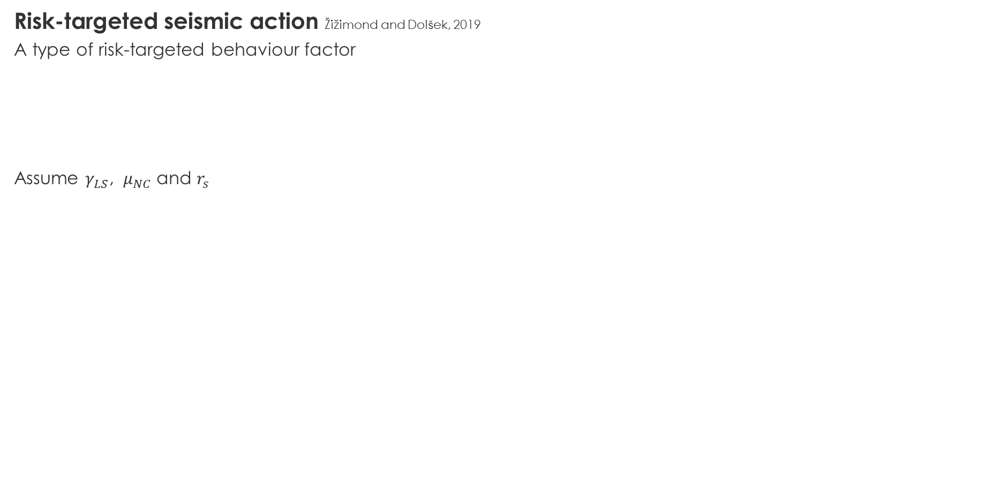 Risk-targeted seismic action Žižimond and Dolšek, 2019
A type of risk-targeted behaviour factor
Assume γ_LS, μ_NC and r_s